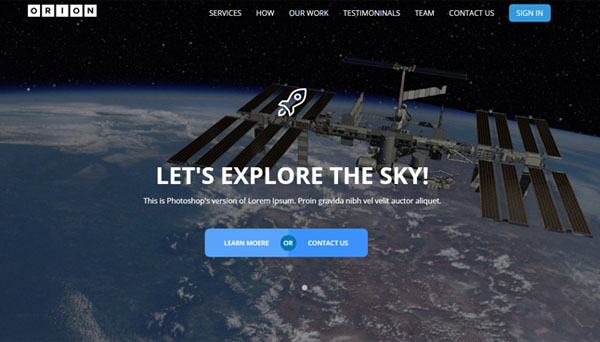 ORION
SERVICES HOW OUR WORK TESTIMONINALS TEAM CONTACT US SIGN IN
LET'S EXPLORE THE SKY!
This is Photoshop's version of Lorem Ipsum. Proin gravida nibh vel velit auctor aliquet.
LEARN MOERE OR CONTACT US